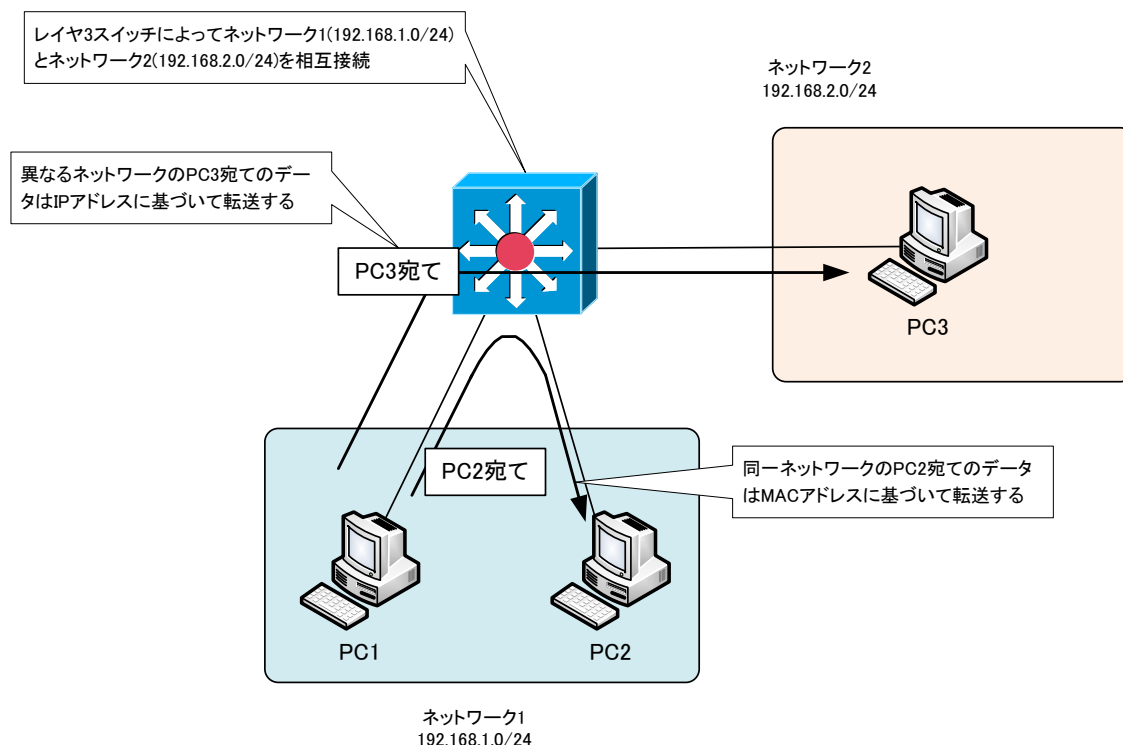 レイヤ3スイッチによってネットワーク1(192.168.1.0/24)
とネットワーク2(192.168.2.0/24)を相互接続
ネットワーク2
192.168.2.0/24
異なるネットワークのPC3宛てのデー
タはIPアドレスに基づいて転送する
PC3宛て
PC3
PC2宛て
同一ネットワークのPC2宛てのデータ
はMACアドレスに基づいて転送する
PC1
PC2
ネットワーク1
192.168.1.0/24